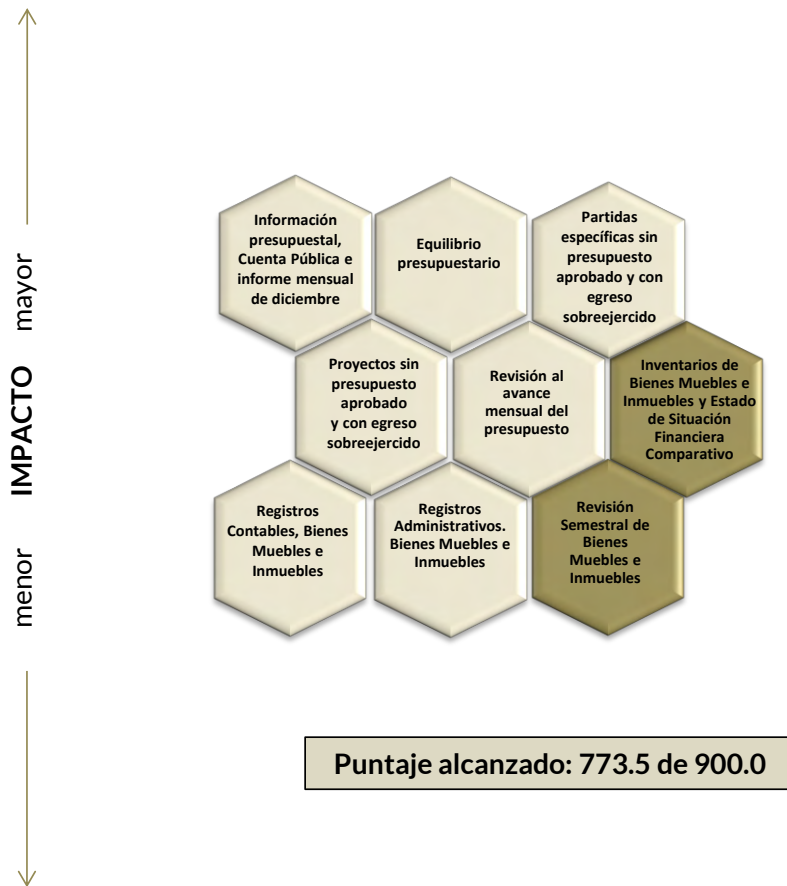 mayor
IMPACTO
menor
Información
presupuestal,
Cuenta Pública e
informe mensual
de diciembre
Equilibrio
presupuestario
Partidas
específicas sin
presupuesto
aprobado y con
egreso
sobreejercido
Proyectos sin
presupuesto
aprobado
y con egreso
sobreejercido
Revisión al
avance
mensual del
presupuesto
Inventarios de
Bienes Muebles e
Inmuebles y Estado
de Situación
Financiera
Comparativo
Registros
Contables, Bienes
Muebles e
Inmuebles
Registros
Administrativos.
Bienes Muebles e
Inmuebles
Revisión
Semestral de
Bienes
Muebles e
Inmuebles
Puntaje alcanzado: 773.5 de 900.0